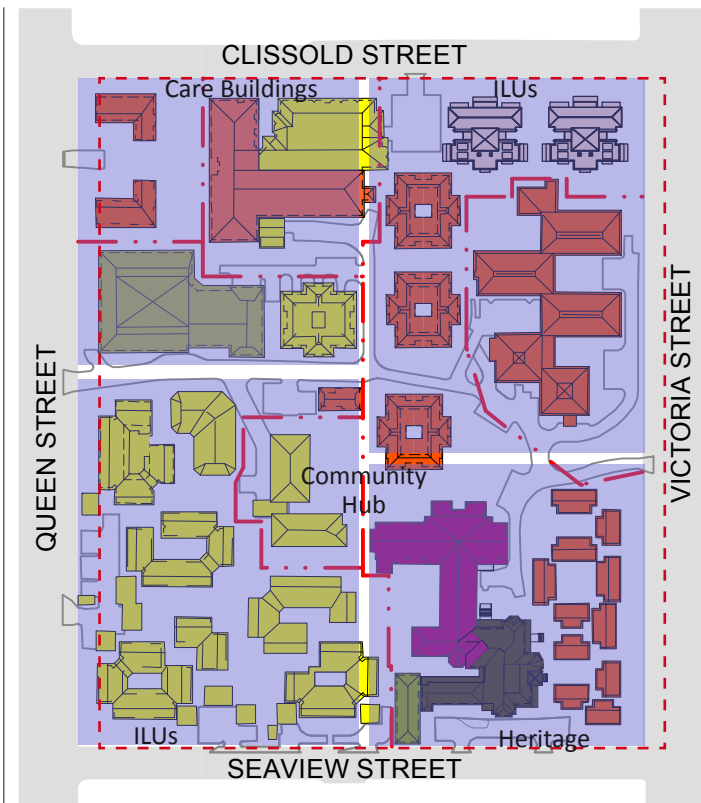 CLISSOLD STREET
Care Buildings
ILUs
QUEEN STREET
VICTORIA STREET
Community
Hub
ILUs
Heritage
SEAVIEW STREET